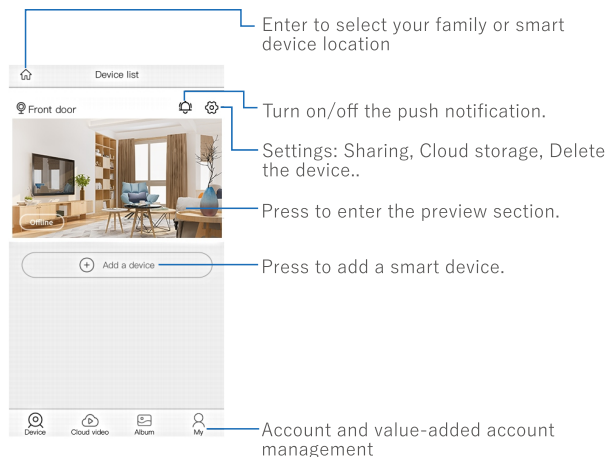 Enter to select your family or smart
device location
Device list
Front door
Turn on/off the push notification.
Settings: Sharing, Cloud storage, Delete
the device..
Press to enter the preview section.
Offline
Add a device
Press to add a smart device.
Device
Cloud video
Album
My
Account and value-added account
management